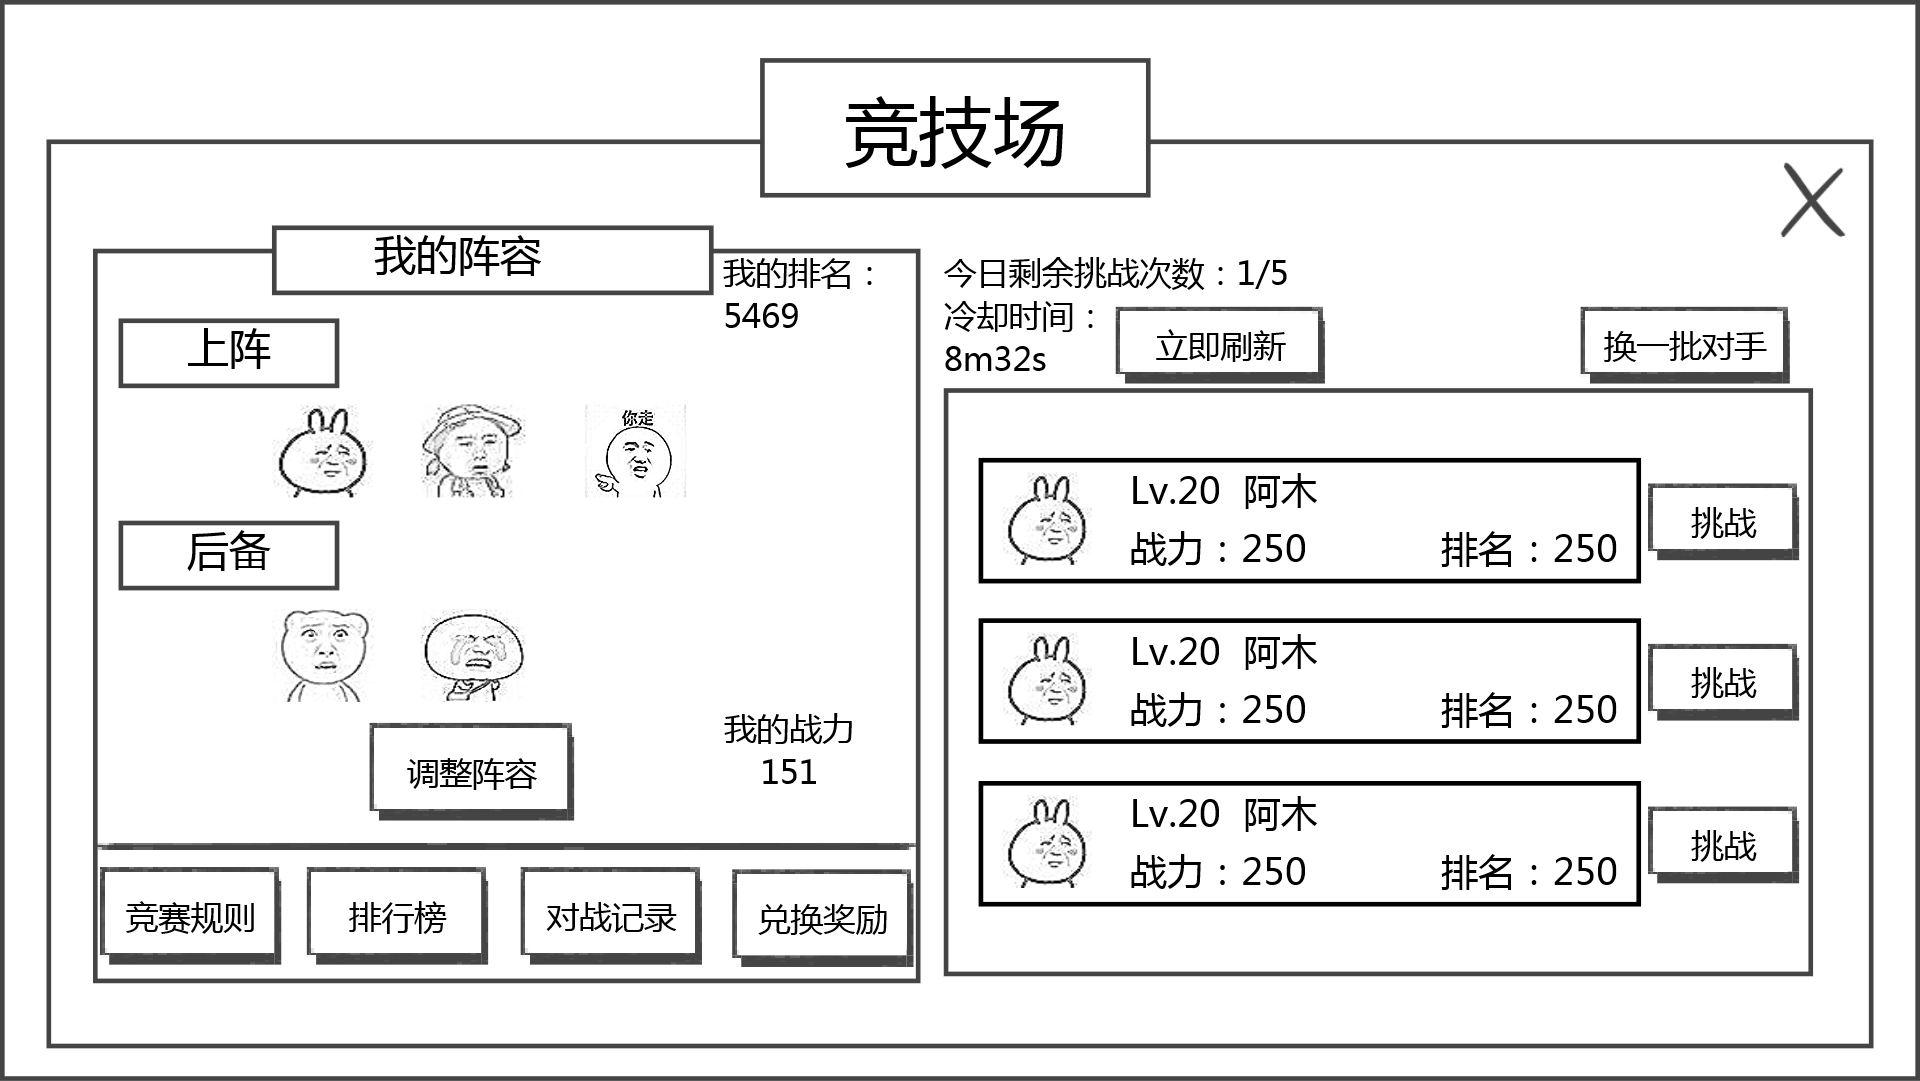 竞技场
我的阵容
我的排名：
5469
上阵
你走
后备
我的战力
151
调整阵容
竞赛规则
排行榜
对战记录
兑换奖励
今日剩余挑战次数：1/5
冷却时间：
8m32s
立即刷新
换一批对手
Lv.20 阿木
战力：250 排名：250
挑战
Lv.20 阿木
战力：250 排名：250
挑战
Lv.20 阿木
战力：250 排名：250
挑战